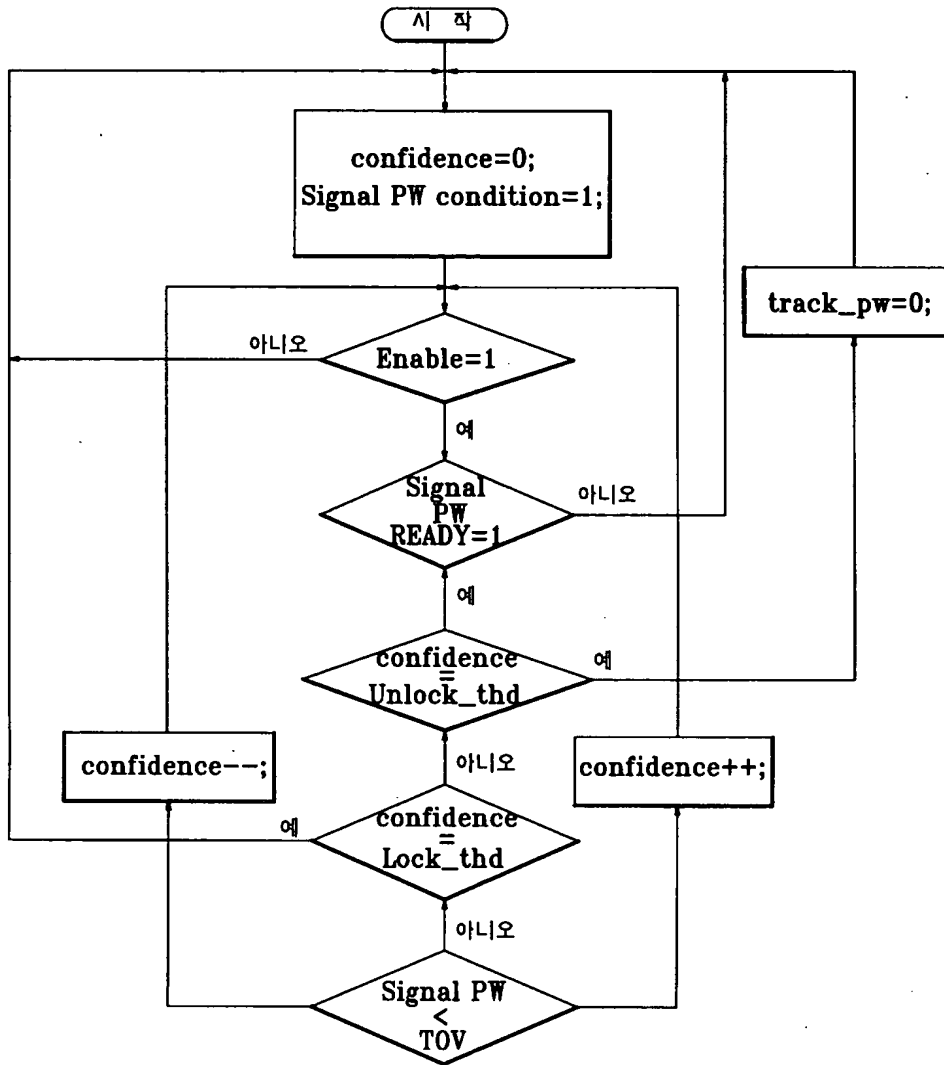 시 작
confidence=0;
Signal PW condition=1;
track_pw=0;
아니오
Enable=1
예
Signal
PW
READY=1
아니오
예
confidence
=
Unlock_thd
예
confidence--;
아니오
confidence++;
예
confidence
=
Lock_thd
아니오
Signal PW
<
TOV